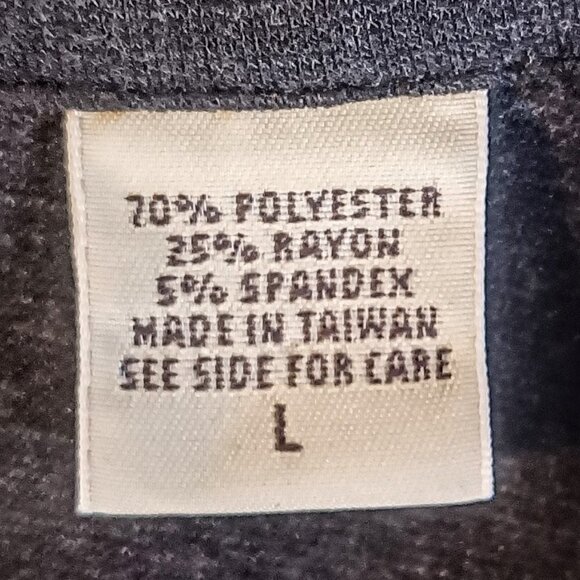 70% POLYESTER
25% RAYON
5% SPANDEX
MADE IN TAIWAN
SEE SIDE FOR CARE
L